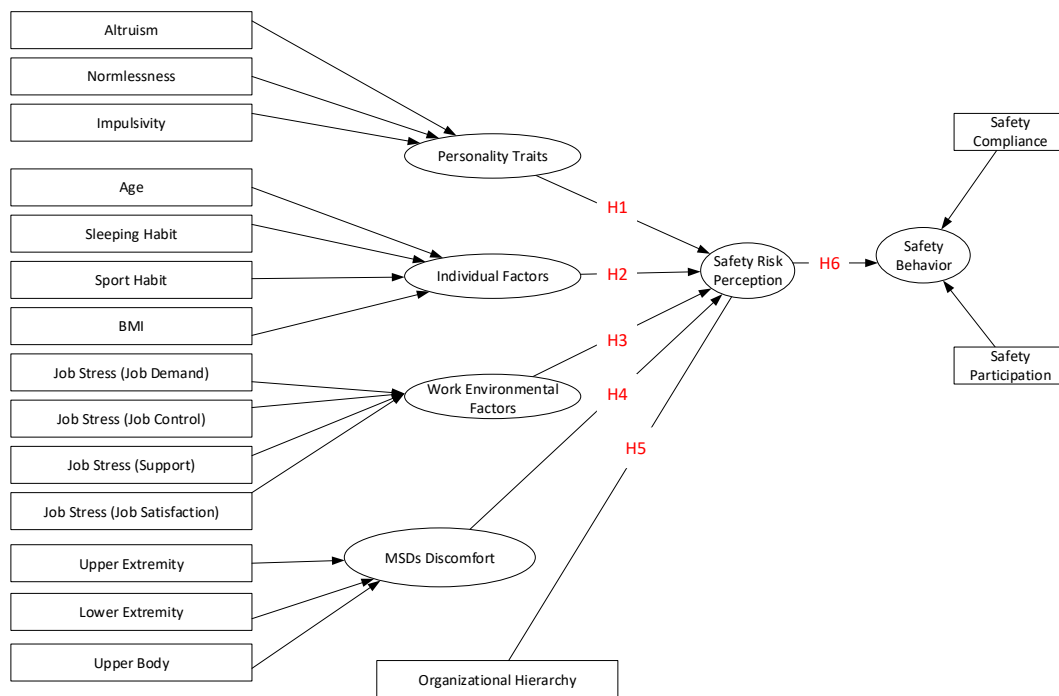 Altruism
Normlessness
Impulsivity
Personality Traits
H1
Age
Sleeping Habit
Sport Habit
BMI
Individual Factors
H2
Job Stress (Job Demand)
Job Stress (Job Control)
Job Stress (Support)
Job Stress (Job Satisfaction)
Work Environmental
Factors
H3
Upper Extremity
Lower Extremity
Upper Body
MSDs Discomfort
H4
Organizational Hierarchy
H5
Safety Risk
Perception
H6
Safety
Behavior
Safety
Compliance
Safety
Participation